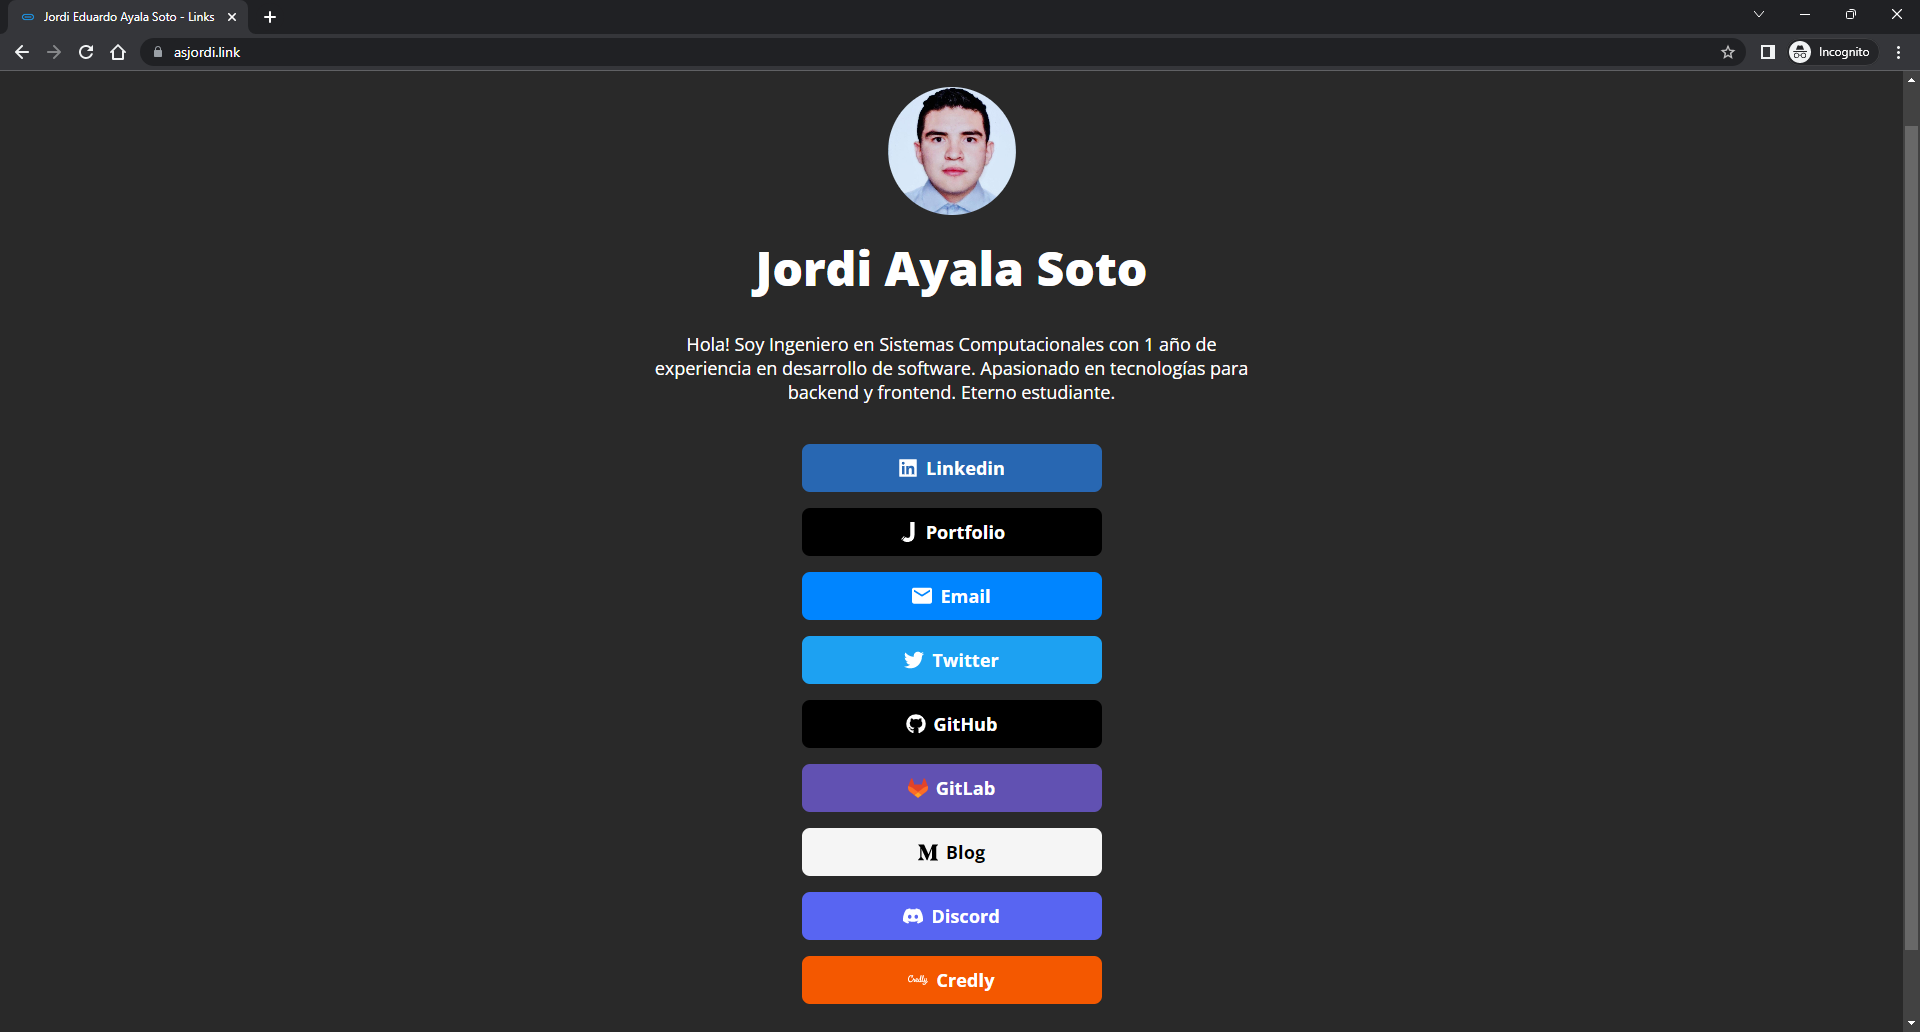 Jordi Eduardo Ayala Soto - Links
asjordi.link
Incognito
Jordi Ayala Soto
Hola! Soy Ingeniero en Sistemas Computacionales con 1 año de
experiencia en desarrollo de software. Apasionado en tecnologías para
backend y frontend. Eterno estudiante.
Linkedin
Portfolio
Email
Twitter
GitHub
GitLab
Blog
Discord
Credly Credly